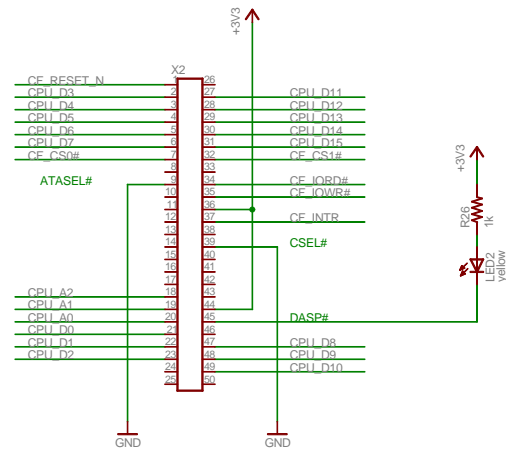 +3V3
X2
CF_RESET_N 1 26
CPU_D3 2 27 CPU_D11
CPU_D4 3 28 CPU_D12
CPU_D5 4 29 CPU_D13
CPU_D6 5 30 CPU_D14
CPU_D7 6 31 CPU_D15
CF_CS0# 7 32 CF_CS1#
8 33
ATASEL# 9 34 CF_IORD#
10 35 CF_IOWR#
11 36
12 37 CF_INTR
13 38
14 39 CSEL#
15 40
16 41
17 42
CPU_A2 18 43
CPU_A1 19 44
CPU_A0 20 45 DASP#
CPU_D0 21 46
CPU_D1 22 47 CPU_D8
CPU_D2 23 48 CPU_D9
24 49 CPU_D10
25 50
GND
GND
+3V3
R26
1k
LED2
yellow